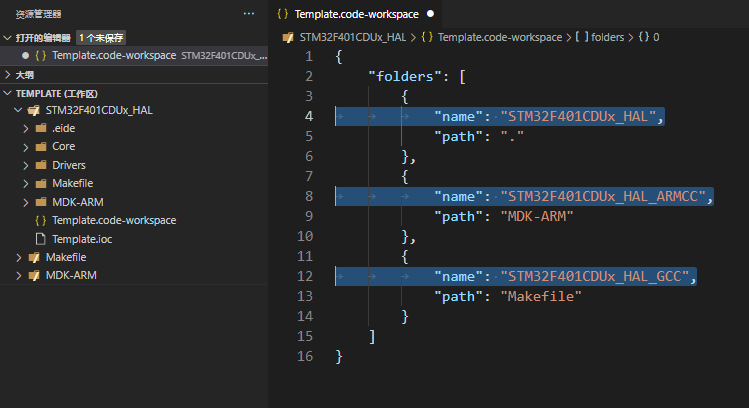 资源管理器
打开的编辑器 1 个未保存
Template.code-workspace STM32F401CDUx_...
大纲
TEMPLATE (工作区)
STM32F401CDUx_HAL
.eide
Core
Drivers
Makefile
MDK-ARM
Template.code-workspace
Template.ioc
Makefile
MDK-ARM
Template.code-workspace
STM32F401CDUx_HAL > Template.code-workspace > [ ] folders > {} 0
1 {
2 "folders": [
3 {
4 "name": "STM32F401CDUx_HAL",
5 "path": "."
6 },
7 {
8 "name": "STM32F401CDUx_HAL_ARMCC",
9 "path": "MDK-ARM"
10 },
11 {
12 "name": "STM32F401CDUx_HAL_GCC",
13 "path": "Makefile"
14 }
15 ]
16 }